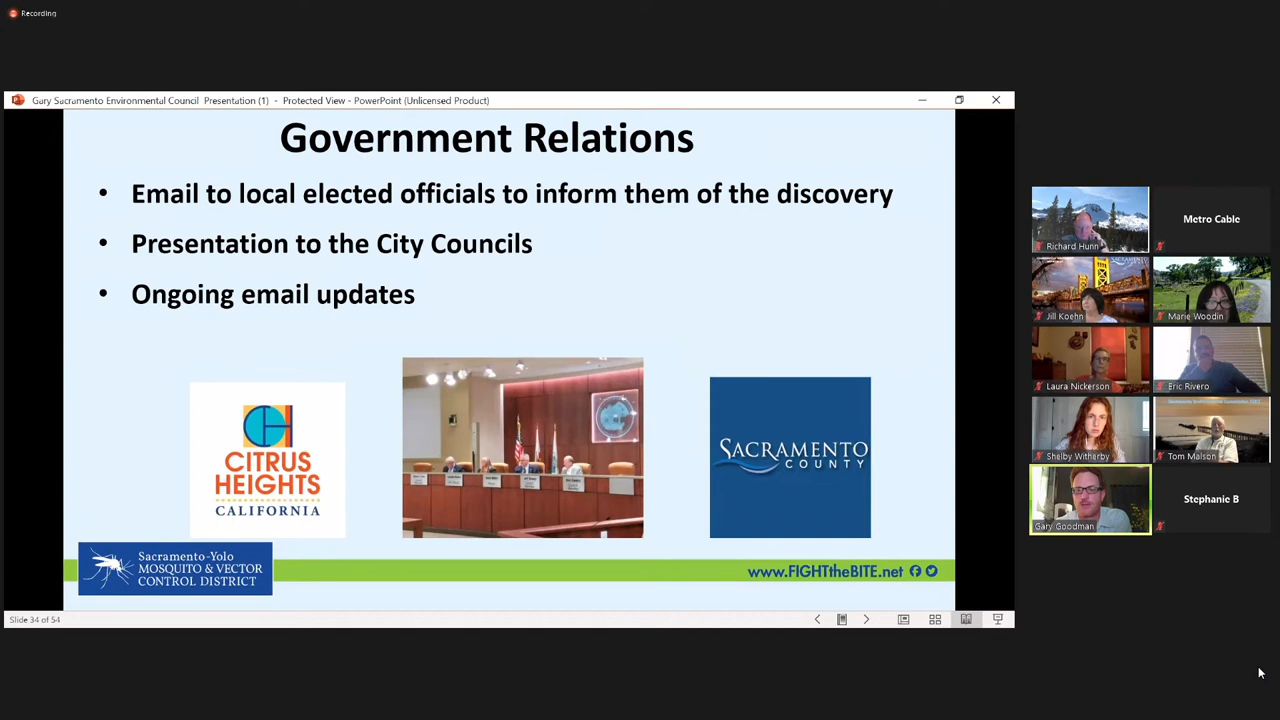 Recording
Gary Sacramento Environmental Council Presentation (1) - Protected View - PowerPoint (Unlicensed Product)
Government Relations
• Email to local elected officials to inform them of the discovery
• Presentation to the City Councils
• Ongoing email updates
CITRUS
HEIGHTS
CALIFORNIA
SACRAMENTO
COUNTY
Sacramento-Yolo
MOSQUITO & VECTOR
CONTROL DISTRICT
www.FIGHTtheBITE.net
Slide 34 of 54
Richard Hunn
Metro Cable
Jill Koehn
Marie Woodin
Laura Nickerson
Eric Rivero
Shelby Witherby
Tom Malson
Gary Goodman
Stephanie B